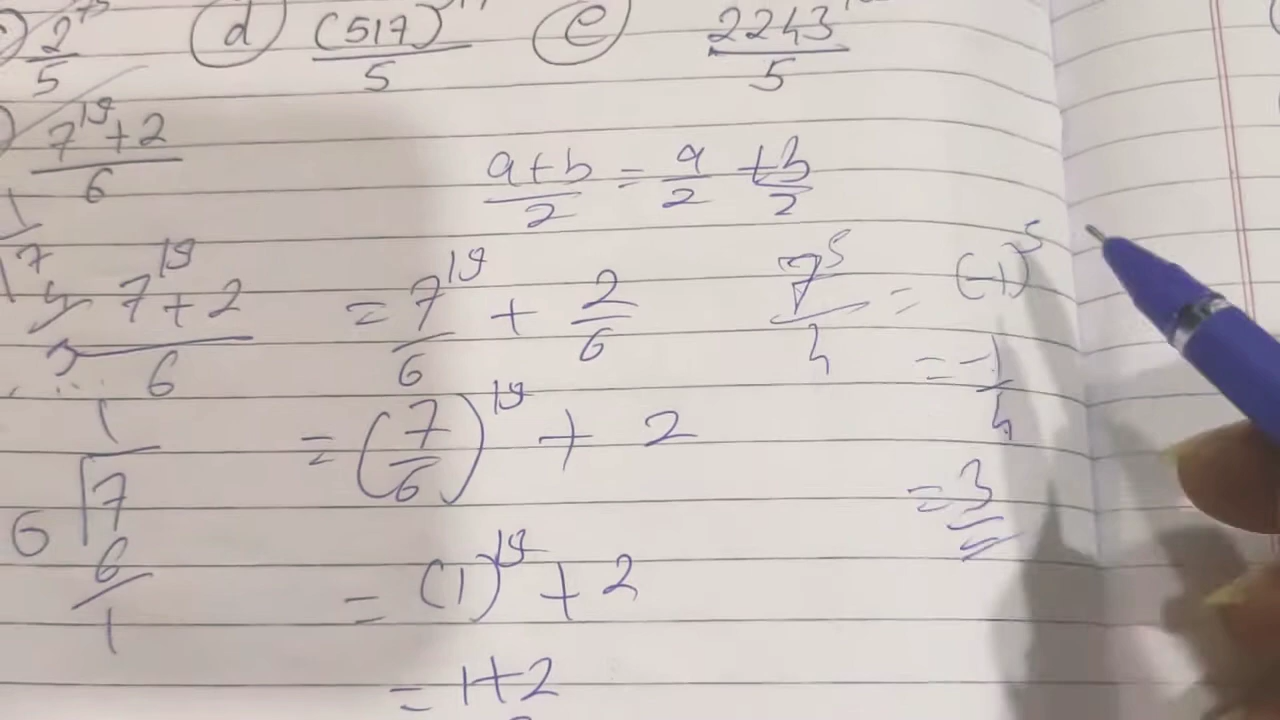 2
5
d (517)
5
e 2243
5
7^19 + 2
6
a+b/2 = a/2 + b/2
7^19 + 2
6
= 7^19/6 + 2/6
7^5/4 = (-1)^5
= -1/4
= 3
= (7/6)^19 + 2
1
6 7
6
1
= (1)^19 + 2
= 1+2